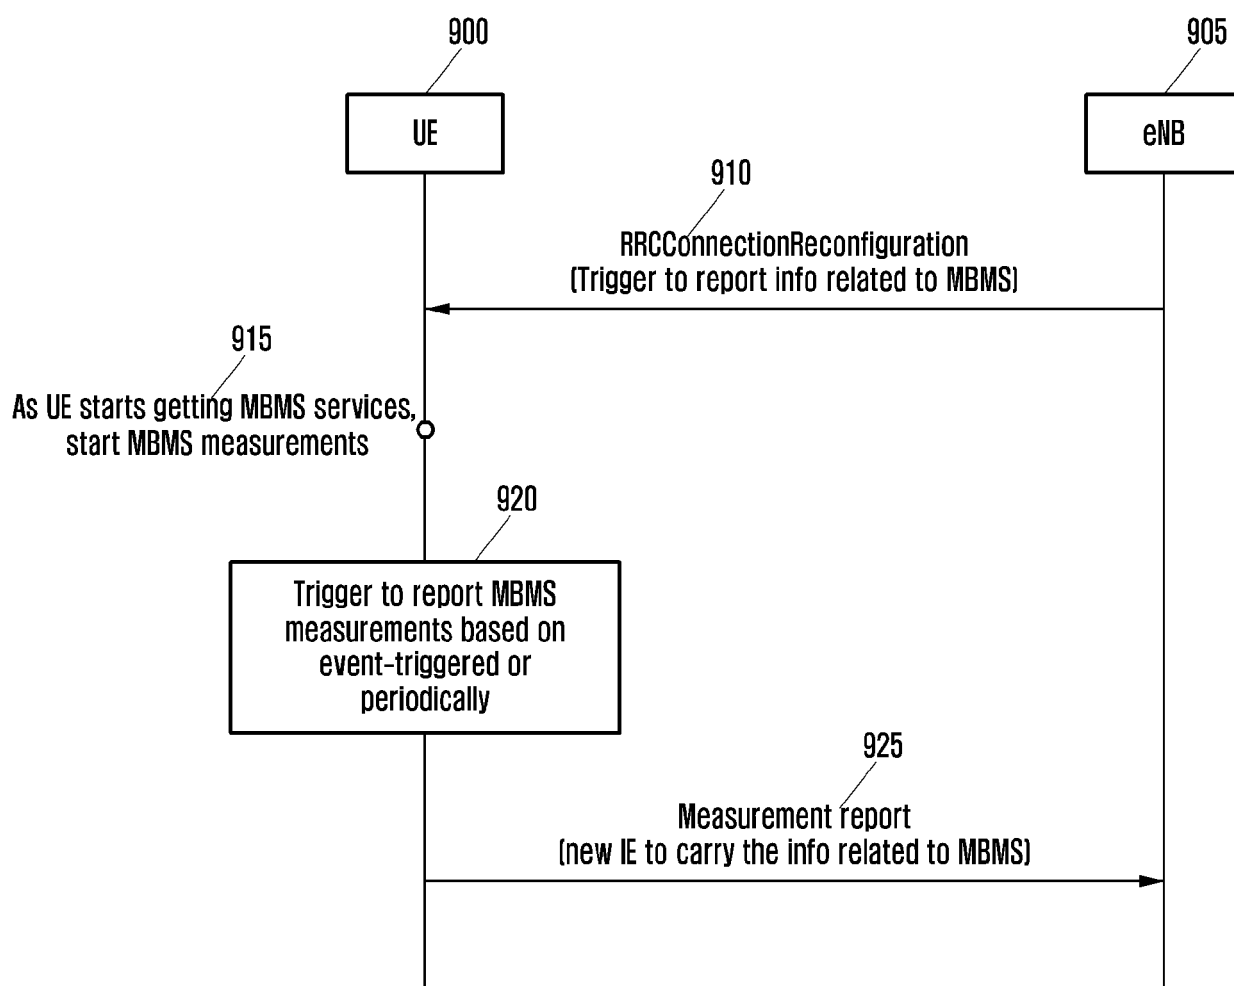 900
905
UE
eNB
910
RRCConnectionReconfiguration
(Trigger to report info related to MBMS)
915
As UE starts getting MBMS services,
start MBMS measurements
920
Trigger to report MBMS
measurements based on
event-triggered or
periodically
925
Measurement report
(new IE to carry the info related to MBMS)